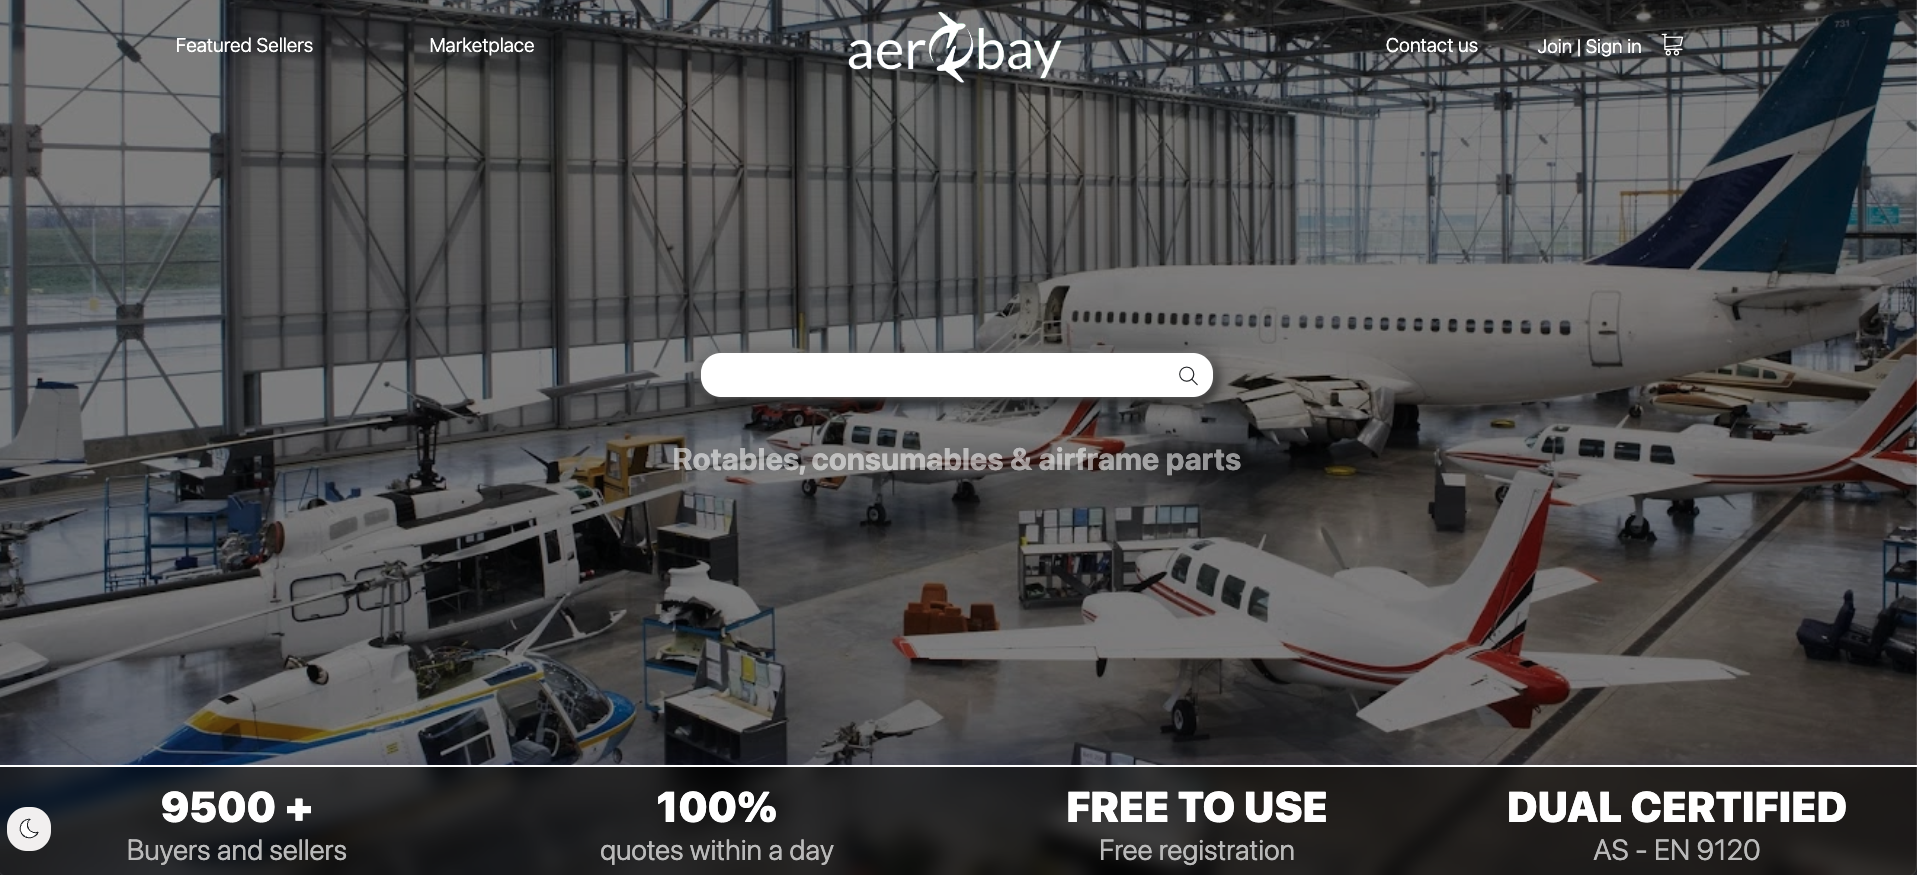 Featured Sellers
Marketplace
aerobay
Contact us
Join | Sign in
731
Rotables, consumables & airframe parts
9500 +
Buyers and sellers
100%
quotes within a day
FREE TO USE
Free registration
DUAL CERTIFIED
AS - EN 9120